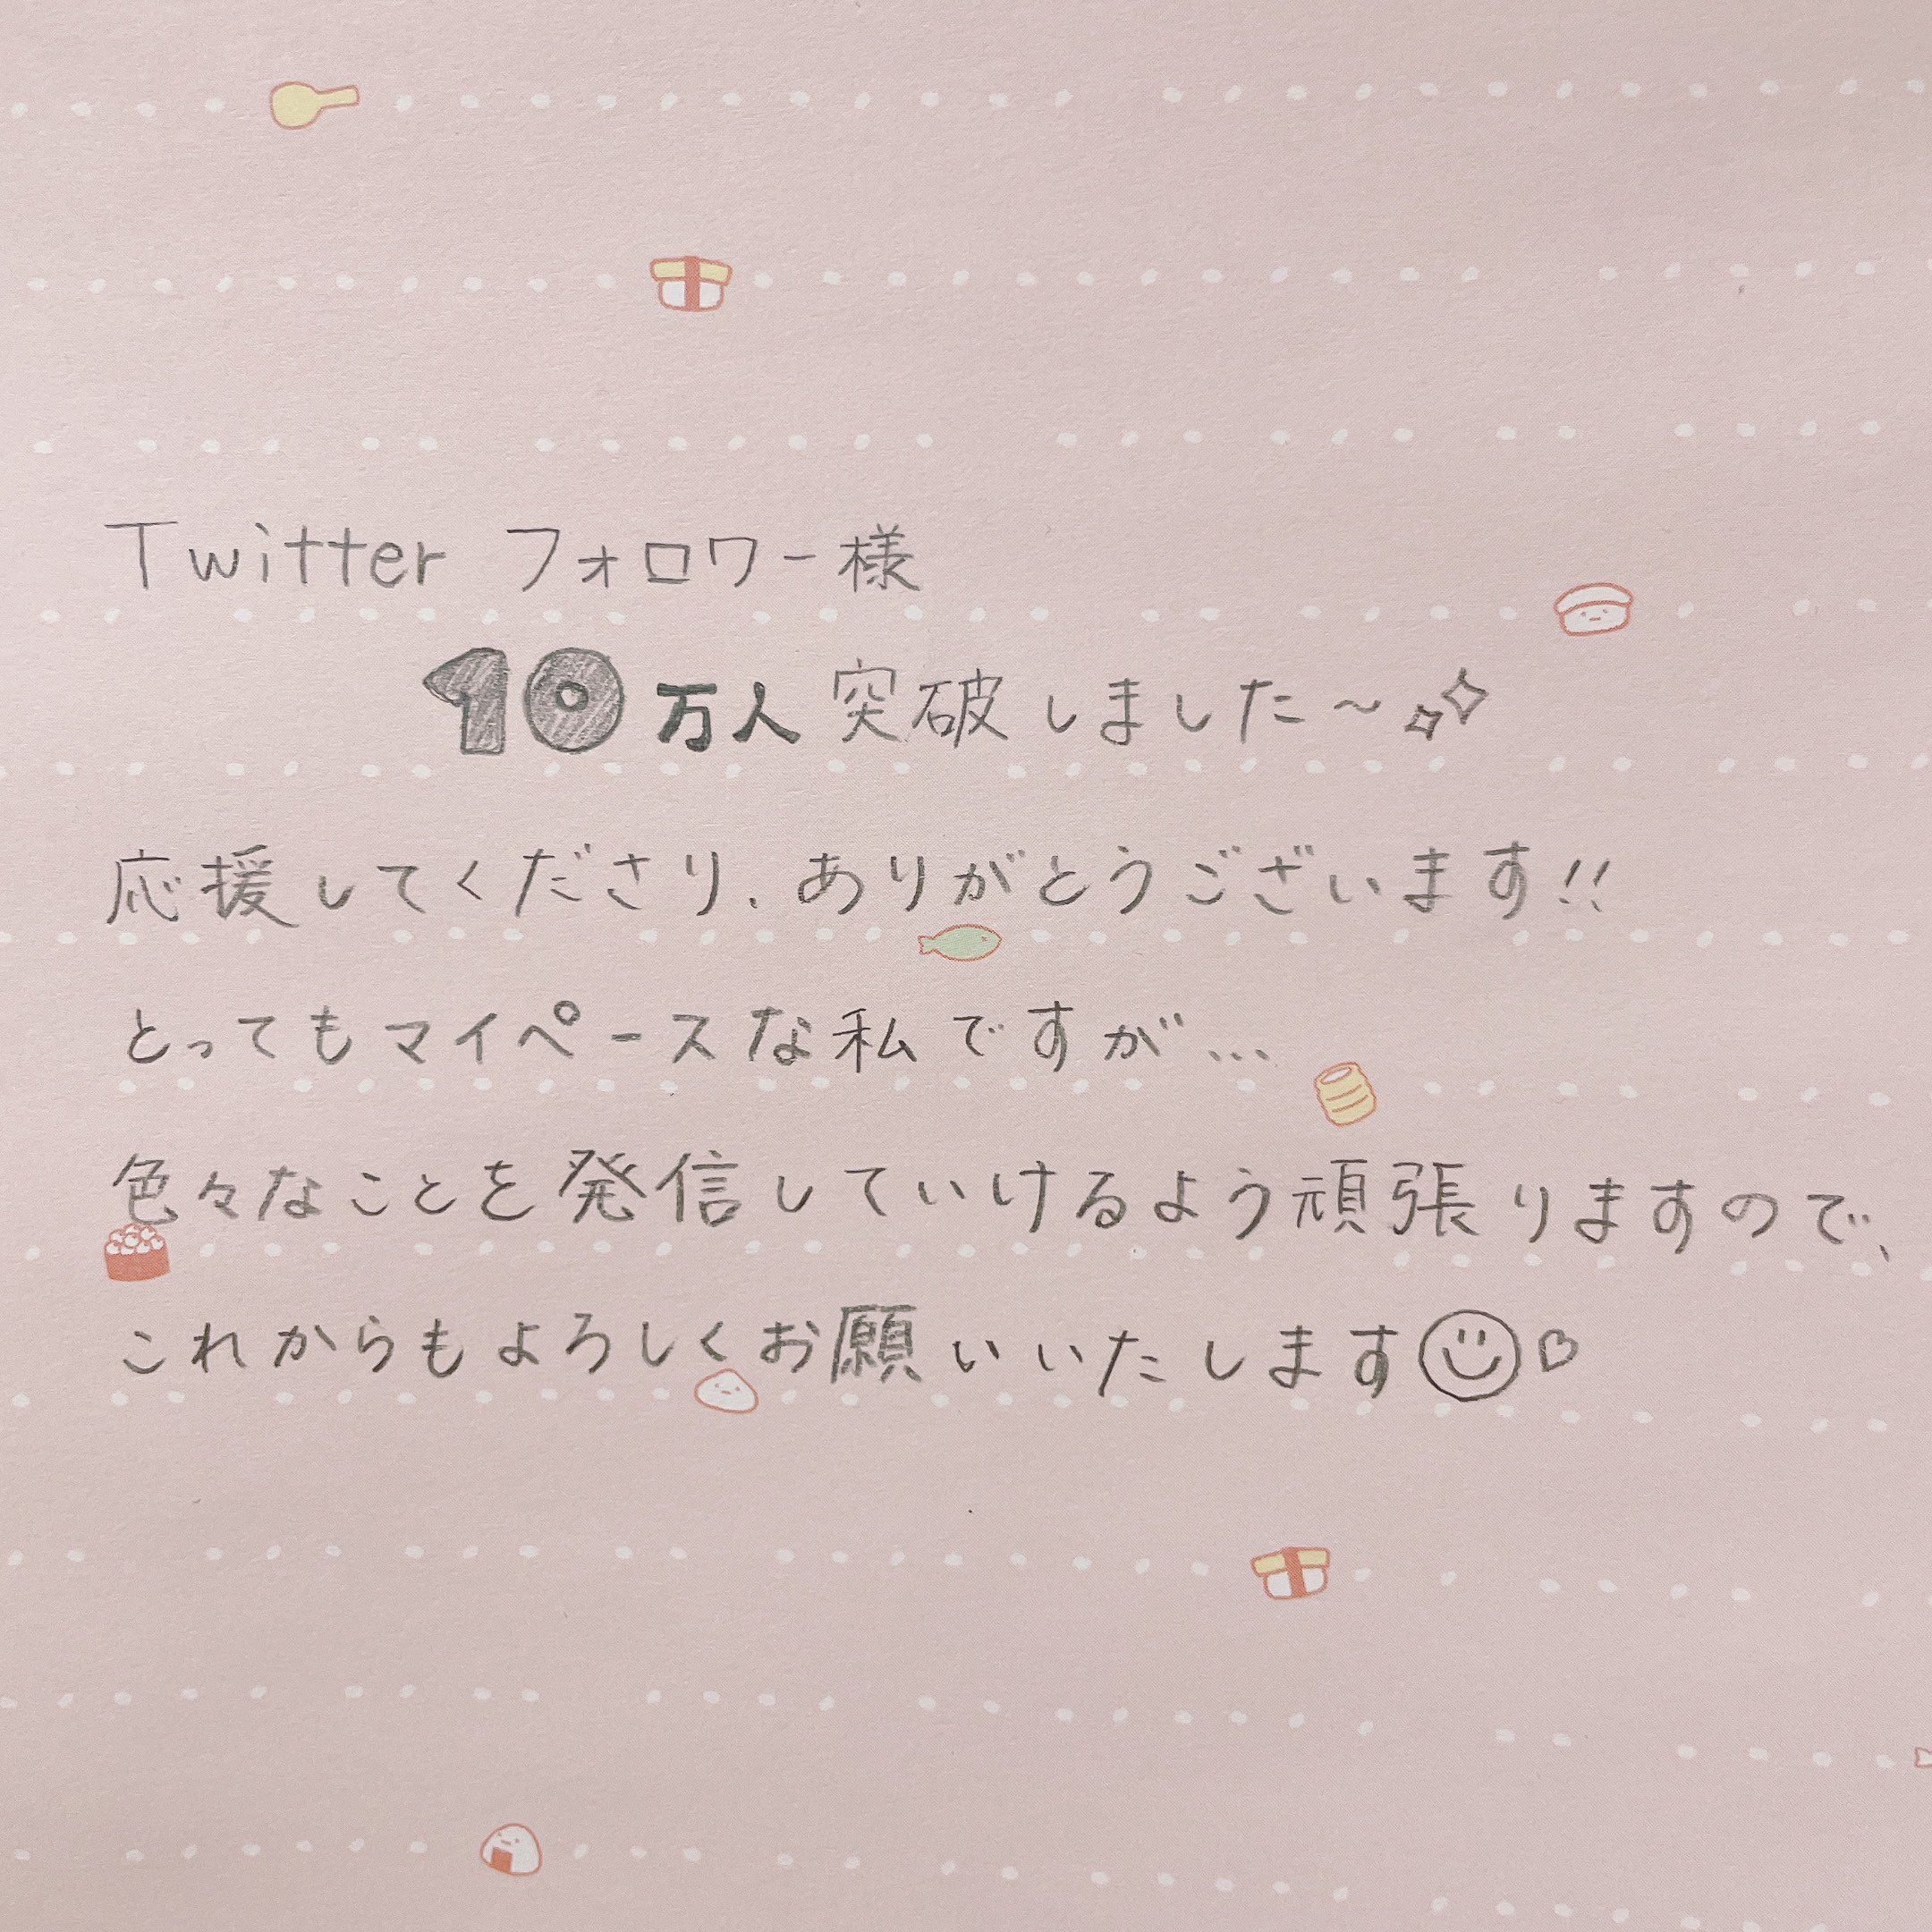 Twitter フォロワー様
10万人突破しました〜
応援してくださり、ありがとうございます!!
とってもマイペースな私ですが…
色々なことを発信していけるよう頑張りますので、
これからもよろしくお願いいたします